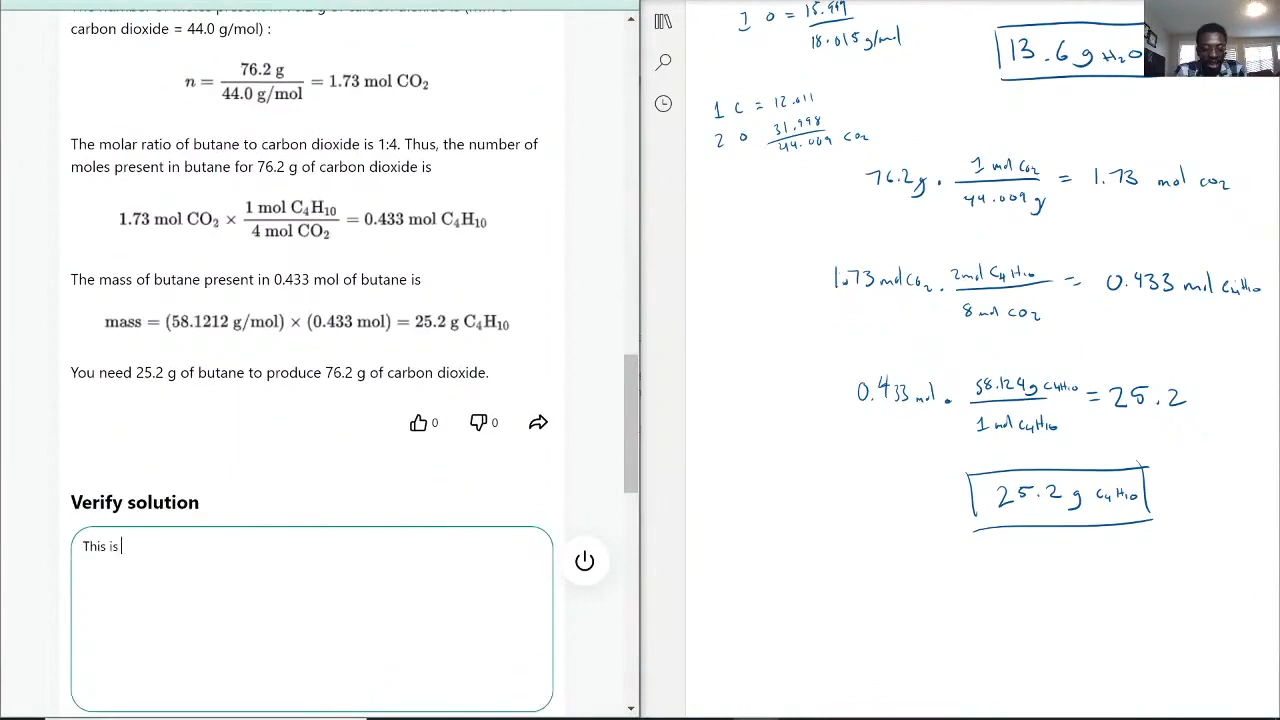 carbon dioxide = 44.0 g/mol) :
n = 76.2 g / 44.0 g/mol = 1.73 mol CO₂
The molar ratio of butane to carbon dioxide is 1:4. Thus, the number of
moles present in butane for 76.2 g of carbon dioxide is
1.73 mol CO₂ × 1 mol C₄H₁₀ / 4 mol CO₂ = 0.433 mol C₄H₁₀
The mass of butane present in 0.433 mol of butane is
mass = (58.1212 g/mol) × (0.433 mol) = 25.2 g C₄H₁₀
You need 25.2 g of butane to produce 76.2 g of carbon dioxide.
0 0
Verify solution
This is
O = 15.999
18.015 g/mol
13.6 g H₂O
1 C = 12.011
2 O 31.998
44.009 CO₂
76.2g · 1 mol CO₂ / 44.009 g = 1.73 mol CO₂
1.73 mol CO₂ · 2 mol C₄H₁₀ / 8 mol CO₂ = 0.433 mol C₄H₁₀
0.433 mol · 58.124g C₄H₁₀ / 1 mol C₄H₁₀ = 25.2
25.2 g C₄H₁₀